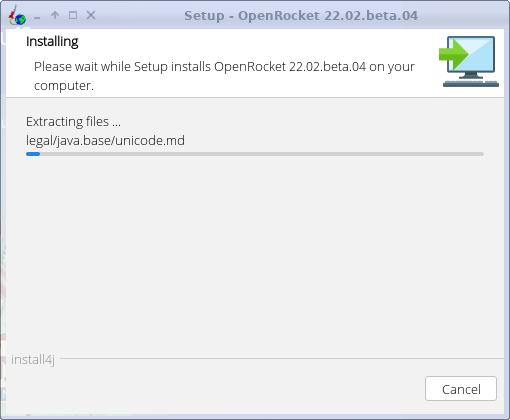 Setup - OpenRocket 22.02.beta.04
Installing
Please wait while Setup installs OpenRocket 22.02.beta.04 on your
computer.
Extracting files ...
legal/java.base/unicode.md
install4j
Cancel